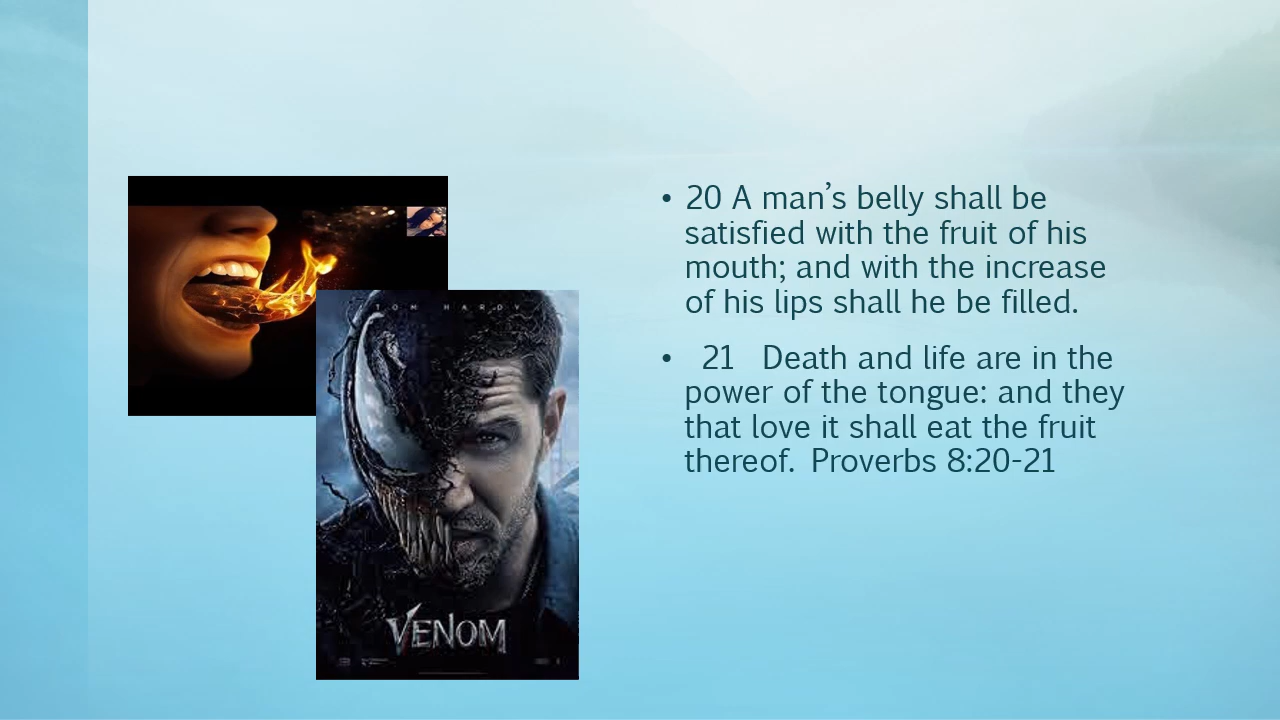 TOM HARDY
VENOM
• 20 A man’s belly shall be
satisfied with the fruit of his
mouth; and with the increase
of his lips shall he be filled.
• 21 Death and life are in the
power of the tongue: and they
that love it shall eat the fruit
thereof. Proverbs 8:20-21